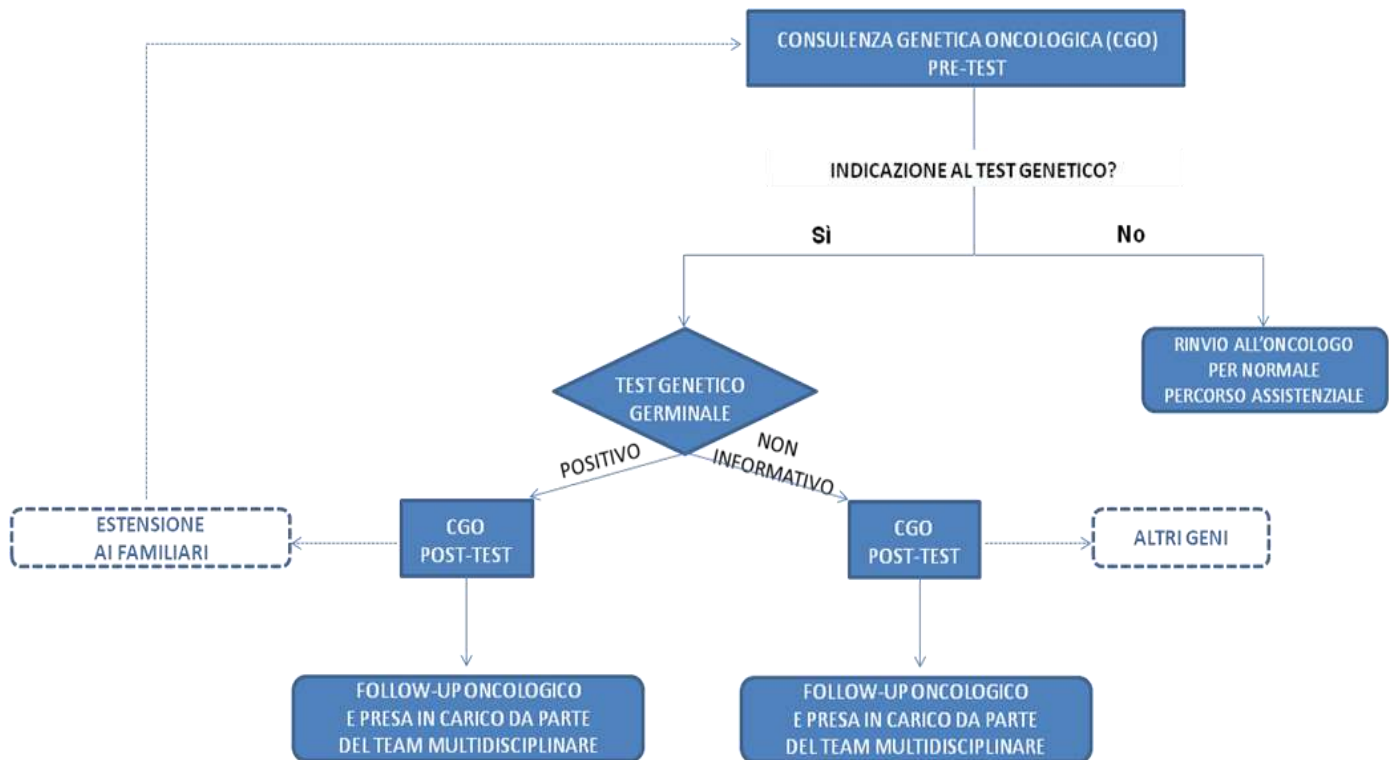 CONSULENZA GENETICA ONCOLOGICA (CGO)
PRE-TEST
INDICAZIONE AL TEST GENETICO?
Sì
No
RINVIO ALL'ONCOLOGO
PER NORMALE
PERCORSO ASSISTENZIALE
TEST GENETICO
GERMINALE
POSITIVO
NON
INFORMATIVO
ESTENSIONE
AI FAMILIARI
CGO
POST-TEST
CGO
POST-TEST
ALTRI GENI
FOLLOW-UP ONCOLOGICO
E PRESA IN CARICO DA PARTE
DEL TEAM MULTIDISCIPLINARE
FOLLOW-UP ONCOLOGICO
E PRESA IN CARICO DA PARTE
DEL TEAM MULTIDISCIPLINARE